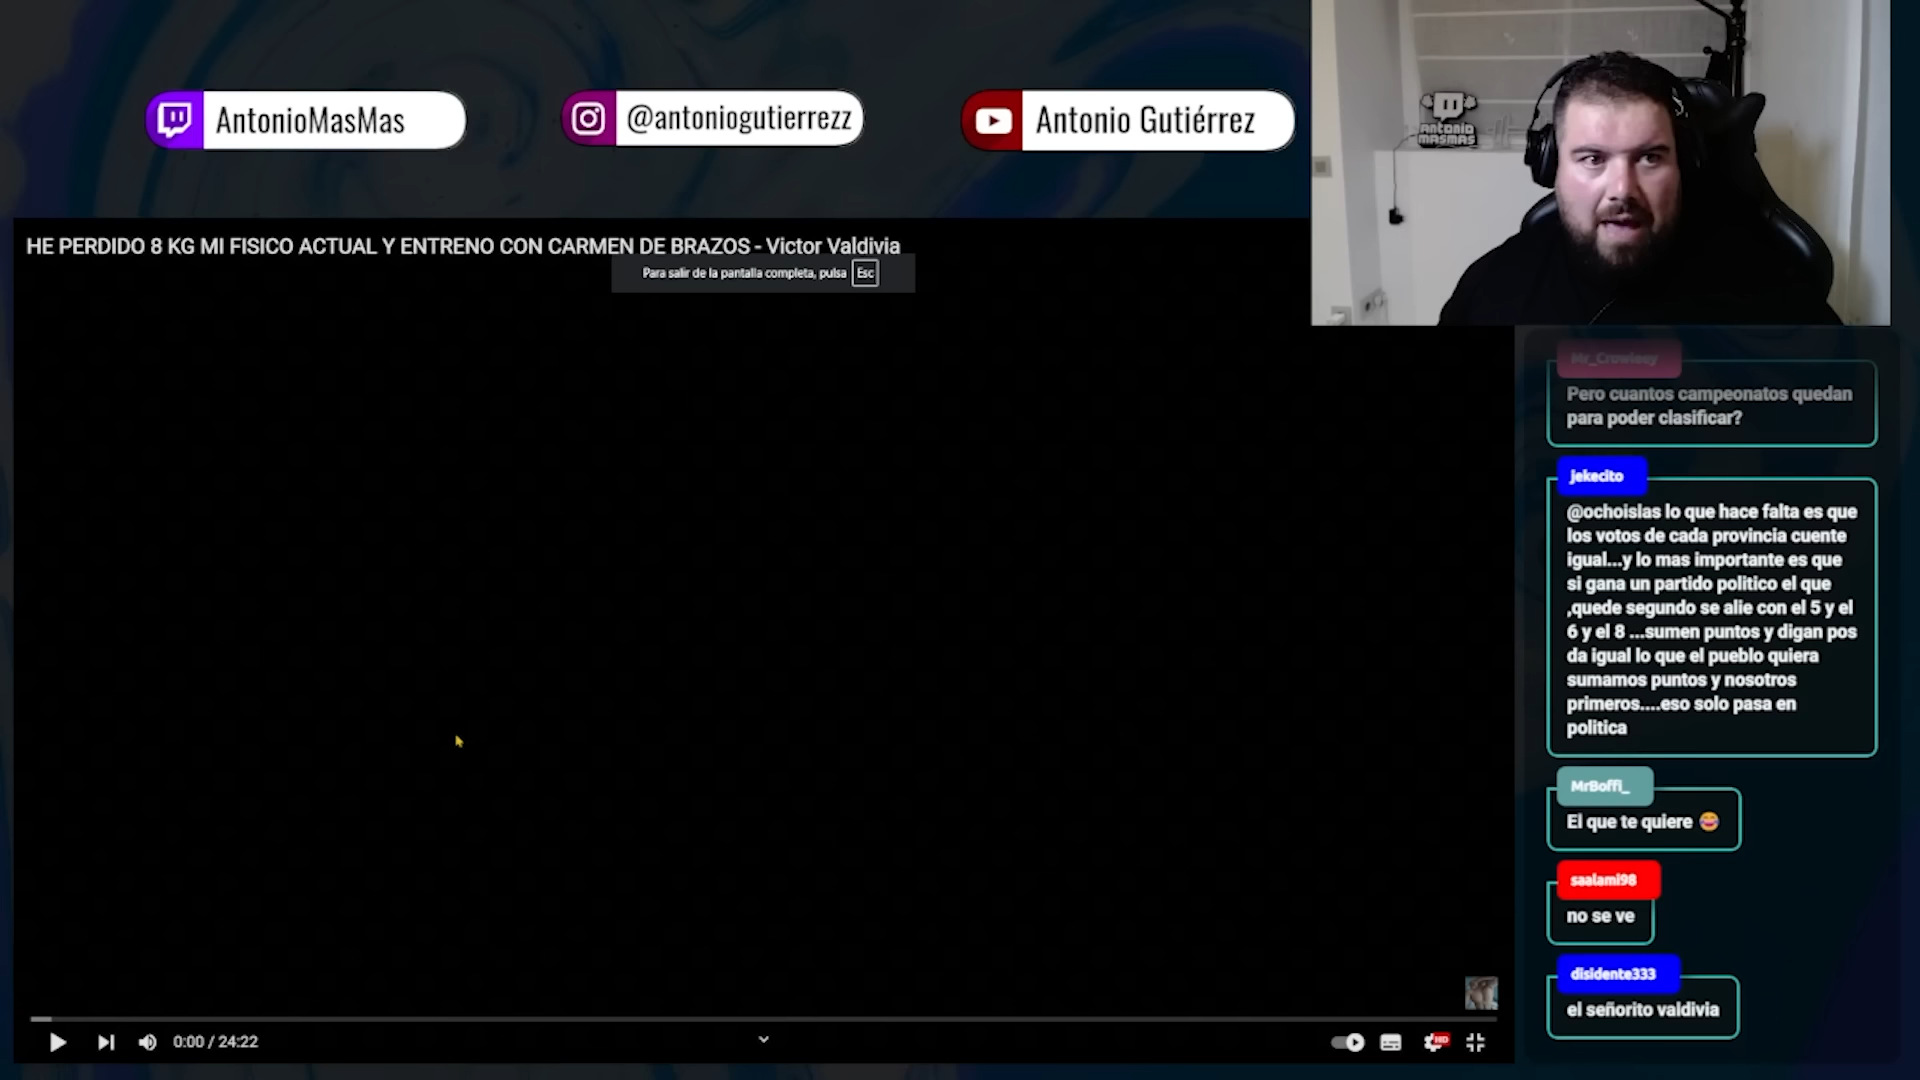 AntonioMasMas
@antoniogutierrezz
Antonio Gutiérrez
ANTONIO
MASMAS
HE PERDIDO 8 KG MI FISICO ACTUAL Y ENTRENO CON CARMEN DE BRAZOS - Victor Valdivia
Para salir de la pantalla completa, pulsa Esc
Pero cuantos campeonatos quedan
para poder clasificar?
jekecito
@ochoislas lo que hace falta es que
los votos de cada provincia cuente
igual...y lo mas importante es que
si gana un partido politico el que
,quede segundo se alie con el 5 y el
6 y el 8 ...sumen puntos y digan pos
da igual lo que el pueblo quiera
sumamos puntos y nosotros
primeros....eso solo pasa en
politica
MrBoffi_
El que te quiere 😂
saalami98
no se ve
disidente333
el señorito valdivia
0:00 / 24:22
HD